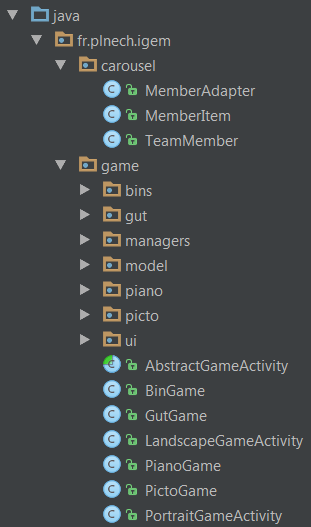 java
fr.plnech.igem
carousel
MemberAdapter
MemberItem
TeamMember
game
bins
gut
managers
model
piano
picto
ui
AbstractGameActivity
BinGame
GutGame
LandscapeGameActivity
PianoGame
PictoGame
PortraitGameActivity